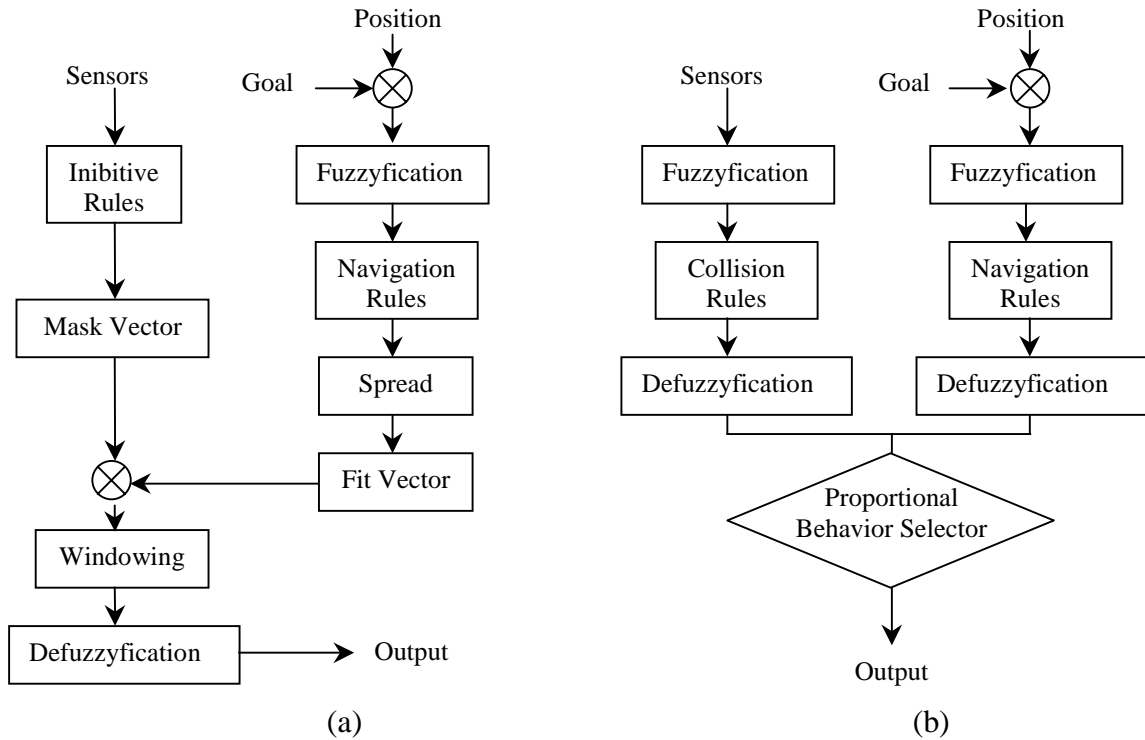 Position
Goal
Sensors
Inibitive
Rules
Fuzzyfication
Navigation
Rules
Mask Vector
Spread
Fit Vector
Windowing
Defuzzyfication
Output
(a)
Position
Goal
Sensors
Fuzzyfication
Fuzzyfication
Collision
Rules
Navigation
Rules
Defuzzyfication
Defuzzyfication
Proportional
Behavior Selector
Output
(b)